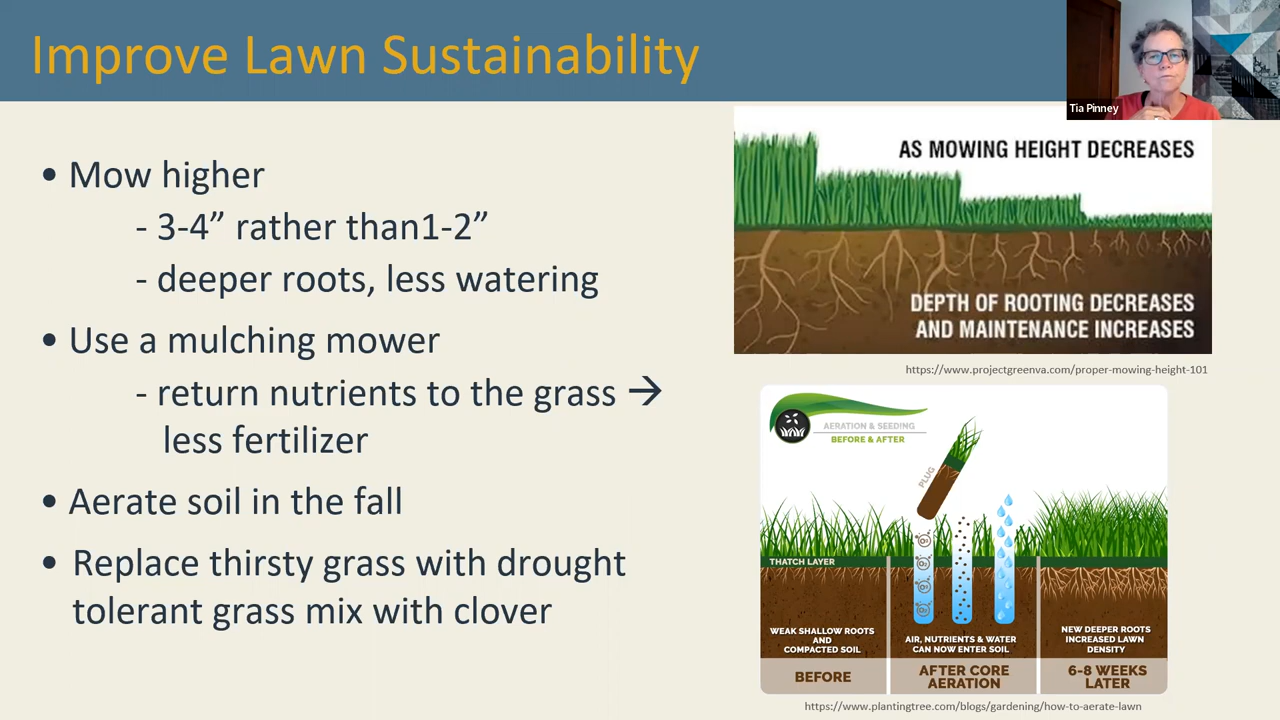 Improve Lawn Sustainability
Tia Pinney
• Mow higher
- 3-4” rather than1-2”
- deeper roots, less watering
• Use a mulching mower
- return nutrients to the grass →
less fertilizer
• Aerate soil in the fall
• Replace thirsty grass with drought
tolerant grass mix with clover
AS MOWING HEIGHT DECREASES
DEPTH OF ROOTING DECREASES
AND MAINTENANCE INCREASES
https://www.projectgreenva.com/proper-mowing-height-101
AERATION & SEEDING
BEFORE & AFTER
PLUG
THATCH LAYER
WEAK SHALLOW ROOTS
AND
COMPACTED SOIL
BEFORE
AIR, NUTRIENTS & WATER
CAN NOW ENTER SOIL
AFTER CORE
AERATION
NEW DEEPER ROOTS
INCREASED LAWN
DENSITY
6-8 WEEKS
LATER
https://www.plantingtree.com/blogs/gardening/how-to-aerate-lawn